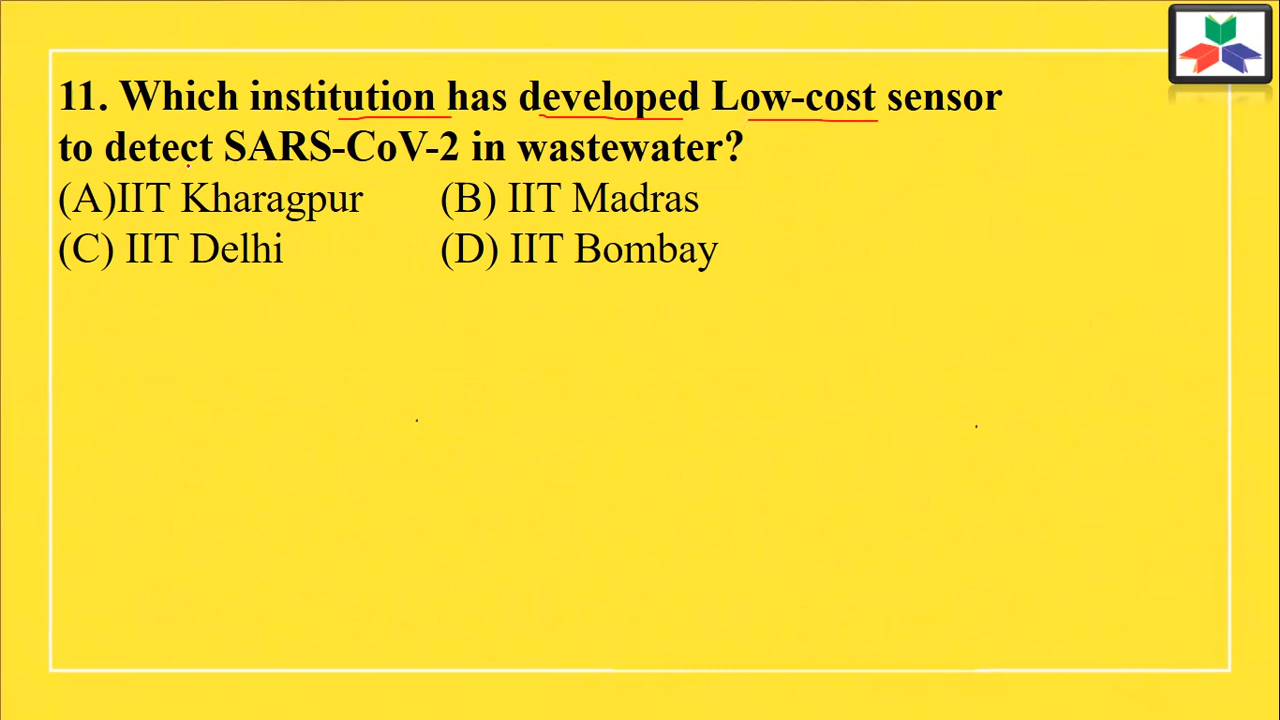 11. Which institution has developed Low-cost sensor
to detect SARS-CoV-2 in wastewater?
(A)IIT Kharagpur (B) IIT Madras
(C) IIT Delhi (D) IIT Bombay